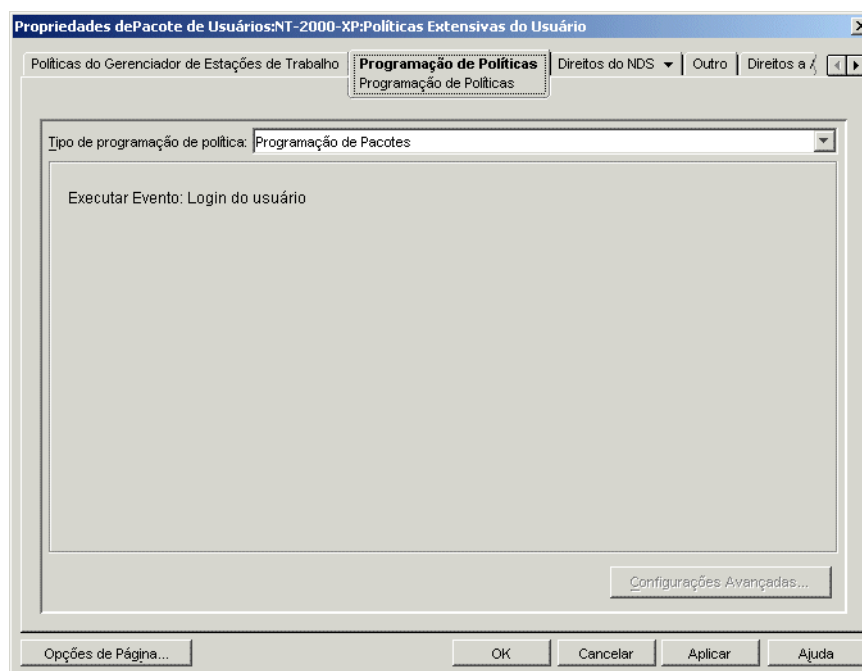 Propriedades dePacote de Usuários:NT-2000-XP:Políticas Extensivas do Usuário
Políticas do Gerenciador de Estações de Trabalho Programação de Políticas Direitos do NDS Outro Direitos a
Programação de Políticas
Tipo de programação de política: Programação de Pacotes
Executar Evento: Login do usuário
Configurações Avançadas...
Opções de Página... OK Cancelar Aplicar Ajuda